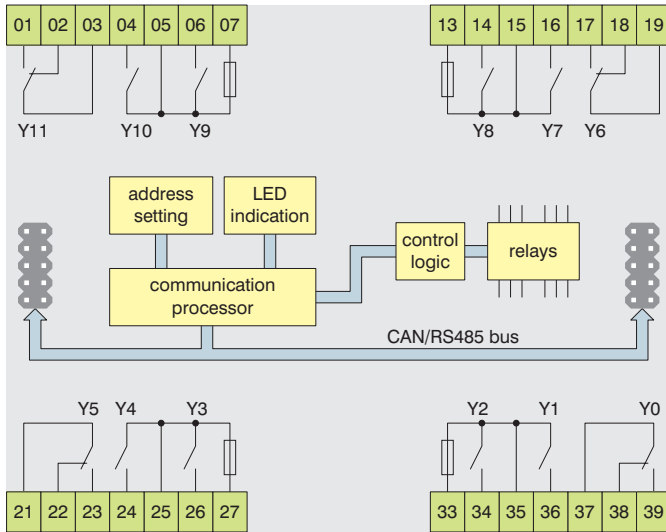 01 02 03 04 05 06 07 13 14 15 16 17 18 19
Y11 Y10 Y9 Y8 Y7 Y6
address
setting
LED
indication
control
logic
relays
communication
processor
CAN/RS485 bus
Y5 Y4 Y3 Y2 Y1 Y0
21 22 23 24 25 26 27 33 34 35 36 37 38 39